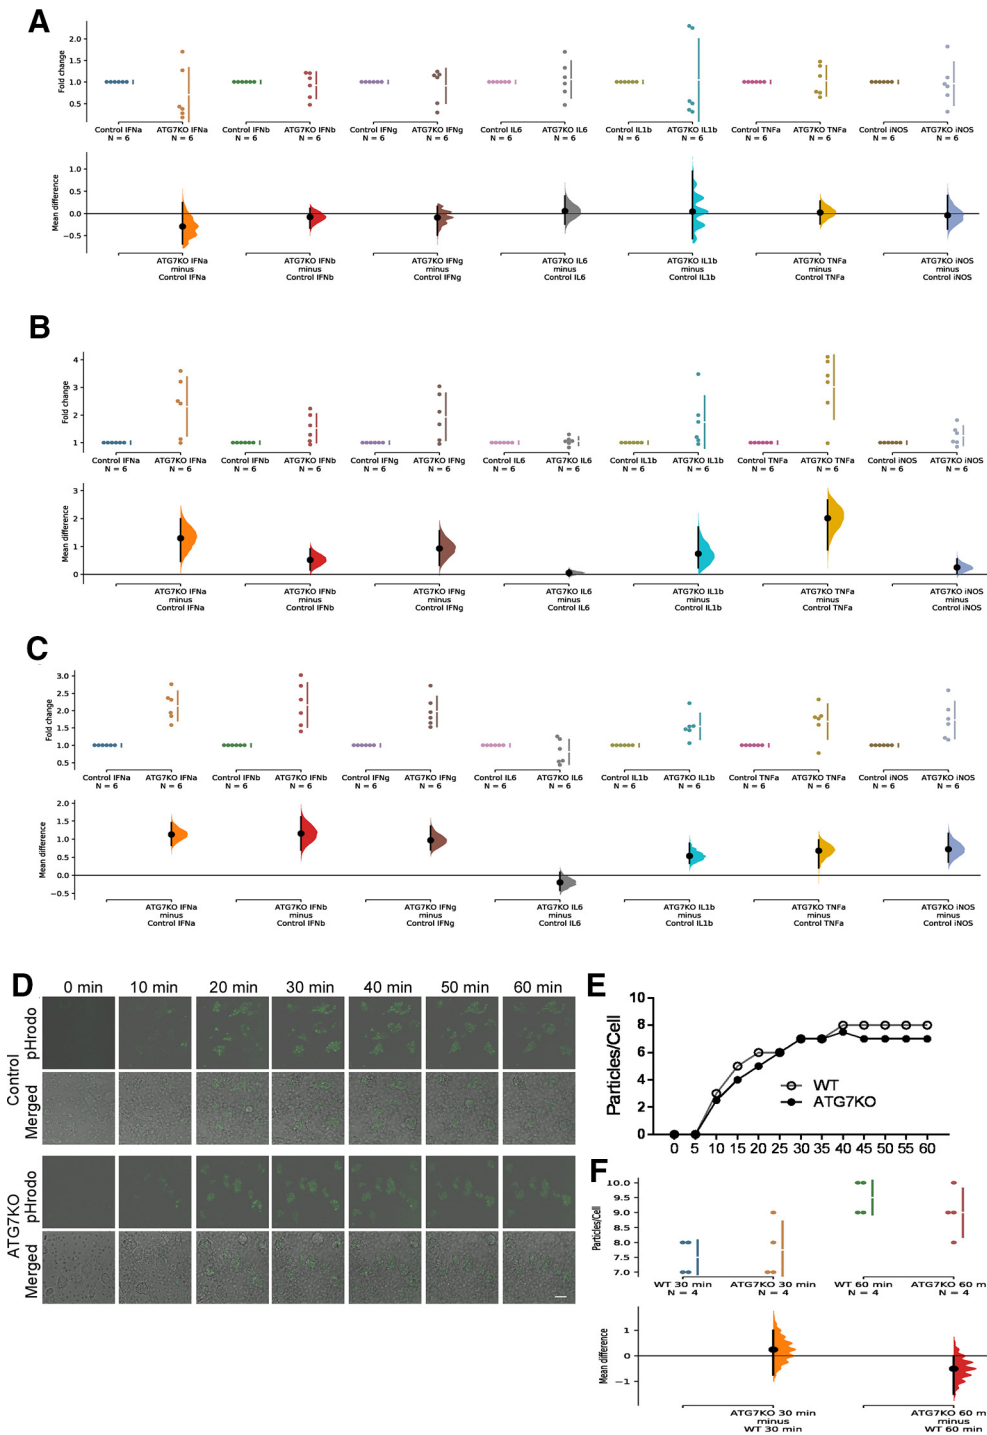 A
Fold change
2.0
1.5
1.0
0.5
Control IFNa ATG7KO IFNa Control IFNb ATG7KO IFNb Control IFNg ATG7KO IFNg Control IL6 ATG7KO IL6 Control IL1b ATG7KO IL1b Control TNFa ATG7KO TNFa Control iNOS ATG7KO iNOS
N = 6 N = 6 N = 6 N = 6 N = 6 N = 6 N = 6 N = 6 N = 6 N = 6 N = 6 N = 6 N = 6 N = 6
Mean difference
1.0
0.5
0.0
−0.5
ATG7KO IFNa ATG7KO IFNb ATG7KO IFNg ATG7KO IL6 ATG7KO IL1b ATG7KO TNFa ATG7KO iNOS
minus minus minus minus minus minus minus
Control IFNa Control IFNb Control IFNg Control IL6 Control IL1b Control TNFa Control iNOS
B
Fold change
4
3
2
1
Control IFNa ATG7KO IFNa Control IFNb ATG7KO IFNb Control IFNg ATG7KO IFNg Control IL6 ATG7KO IL6 Control IL1b ATG7KO IL1b Control TNFa ATG7KO TNFa Control iNOS ATG7KO iNOS
N = 6 N = 6 N = 6 N = 6 N = 6 N = 6 N = 6 N = 6 N = 6 N = 6 N = 6 N = 6 N = 6 N = 6
Mean difference
3
2
1
0
ATG7KO IFNa ATG7KO IFNb ATG7KO IFNg ATG7KO IL6 ATG7KO IL1b ATG7KO TNFa ATG7KO iNOS
minus minus minus minus minus minus minus
Control IFNa Control IFNb Control IFNg Control IL6 Control IL1b Control TNFa Control iNOS
C
Fold change
3.0
2.5
2.0
1.5
1.0
0.5
Control IFNa ATG7KO IFNa Control IFNb ATG7KO IFNb Control IFNg ATG7KO IFNg Control IL6 ATG7KO IL6 Control IL1b ATG7KO IL1b Control TNFa ATG7KO TNFa Control iNOS ATG7KO iNOS
N = 6 N = 6 N = 6 N = 6 N = 6 N = 6 N = 6 N = 6 N = 6 N = 6 N = 6 N = 6 N = 6 N = 6
Mean difference
2.0
1.5
1.0
0.5
0.0
−0.5
ATG7KO IFNa ATG7KO IFNb ATG7KO IFNg ATG7KO IL6 ATG7KO IL1b ATG7KO TNFa ATG7KO iNOS
minus minus minus minus minus minus minus
Control IFNa Control IFNb Control IFNg Control IL6 Control IL1b Control TNFa Control iNOS
D
0 min 10 min 20 min 30 min 40 min 50 min 60 min
Control
pHrodo
Merged
ATG7KO
pHrodo
Merged
E
Particles/Cell
10
8
6
4
2
0
WT
ATG7KO
0 5 10 15 20 25 30 35 40 45 50 55 60
F
Particles/Cell
10.0
9.5
9.0
8.5
8.0
7.5
7.0
WT 30 min ATG7KO 30 min WT 60 min ATG7KO 60 m
N = 4 N = 4 N = 4 N = 4
Mean difference
1
0
−1
ATG7KO 30 min ATG7KO 60 m
minus minus
WT 30 min WT 60 min